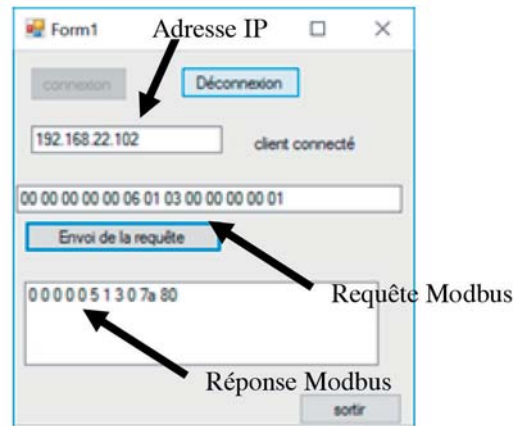 Form1
Adresse IP
connexion
Déconnexion
192.168.22.102
client connecté
00 00 00 00 00 06 01 03 00 00 00 00 01
Envoi de la requête
Requête Modbus
0 0 0 0 0 5 1 3 0 7a 80
Réponse Modbus
sortir